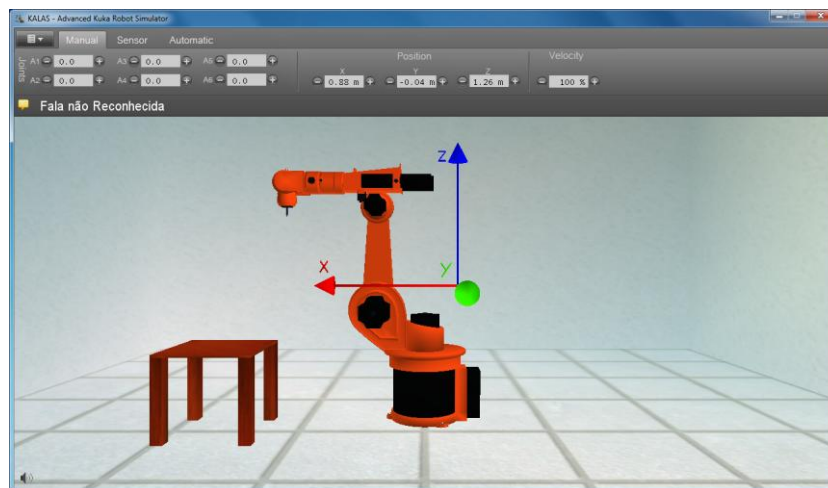 KALAS - Advanced Kuka Robot Simulator
Manual Sensor Automatic
Joints
A1 0.0 A3 0.0 A5 0.0
A2 0.0 A4 0.0 A6 0.0
Position
X Y Z
0.88 m -0.04 m 1.26 m
Velocity
100 %
Fala não Reconhecida
Z
X Y